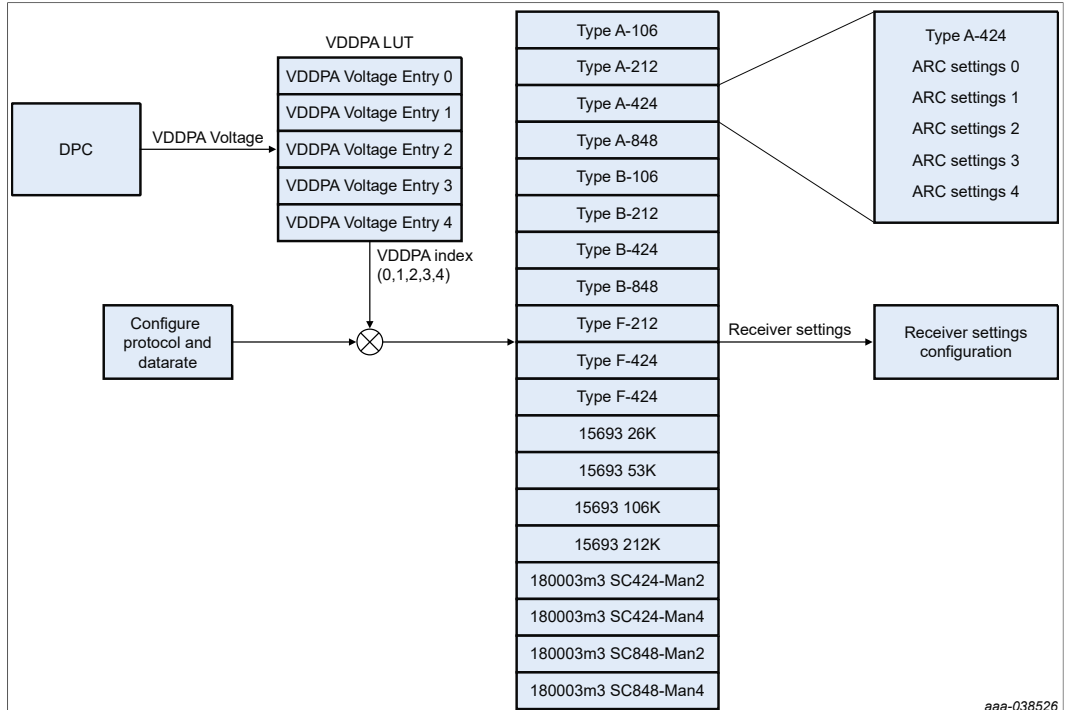 DPC
VDDPA Voltage
VDDPA LUT
VDDPA Voltage Entry 0
VDDPA Voltage Entry 1
VDDPA Voltage Entry 2
VDDPA Voltage Entry 3
VDDPA Voltage Entry 4
VDDPA index
(0,1,2,3,4)
Configure
protocol and
datarate
Type A-106
Type A-212
Type A-424
Type A-848
Type B-106
Type B-212
Type B-424
Type B-848
Type F-212
Type F-424
Type F-424
15693 26K
15693 53K
15693 106K
15693 212K
180003m3 SC424-Man2
180003m3 SC424-Man4
180003m3 SC848-Man2
180003m3 SC848-Man4
Type A-424
ARC settings 0
ARC settings 1
ARC settings 2
ARC settings 3
ARC settings 4
Receiver settings
Receiver settings
configuration
aaa-038526